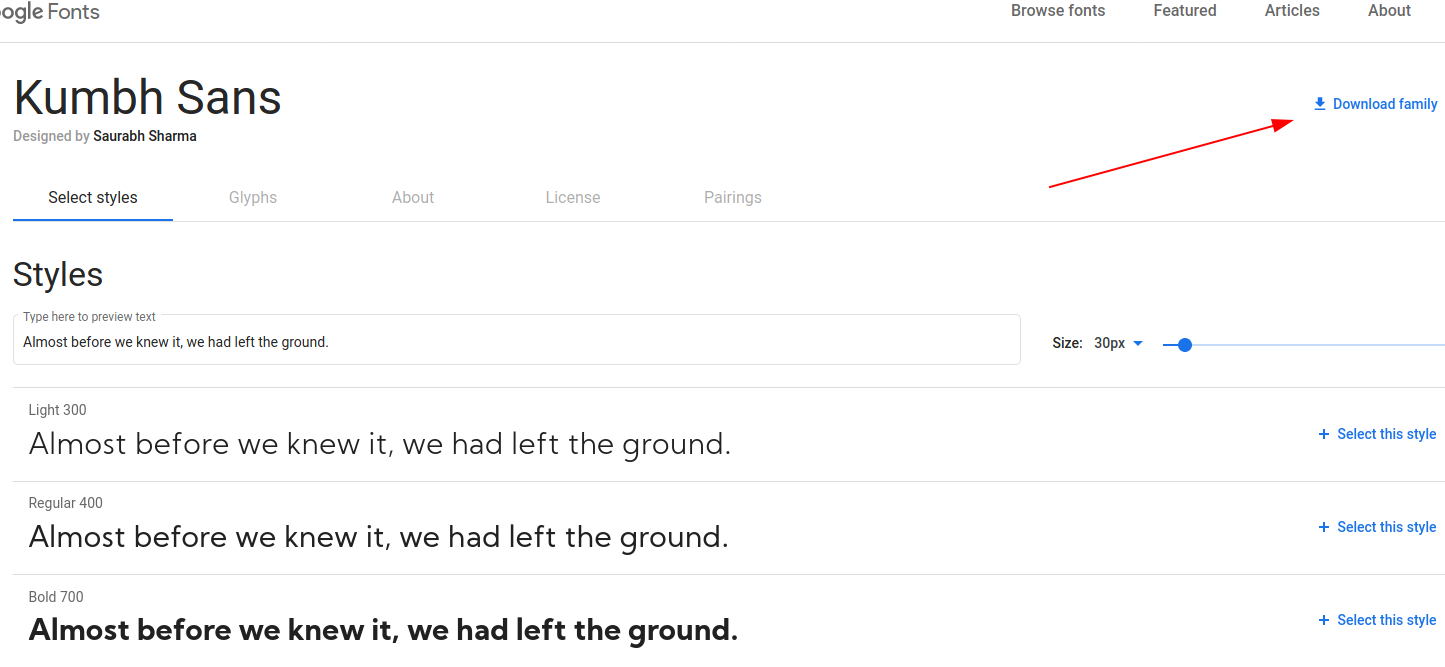 ogle Fonts
Browse fonts Featured Articles About
Kumbh Sans
Download family
Designed by Saurabh Sharma
Select styles Glyphs About License Pairings
Styles
Type here to preview text
Almost before we knew it, we had left the ground.
Size: 30px
Light 300
Almost before we knew it, we had left the ground.
+ Select this style
Regular 400
Almost before we knew it, we had left the ground.
+ Select this style
Bold 700
Almost before we knew it, we had left the ground.
+ Select this style